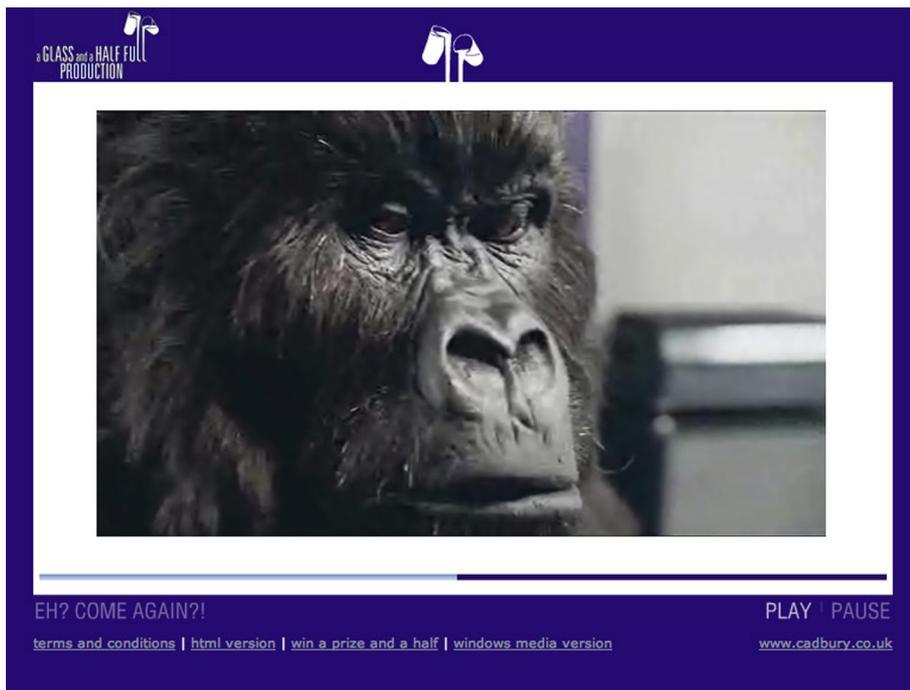 a GLASS and a HALF FULL
PRODUCTION
EH? COME AGAIN?!
PLAY | PAUSE
terms and conditions | html version | win a prize and a half | windows media version
www.cadbury.co.uk